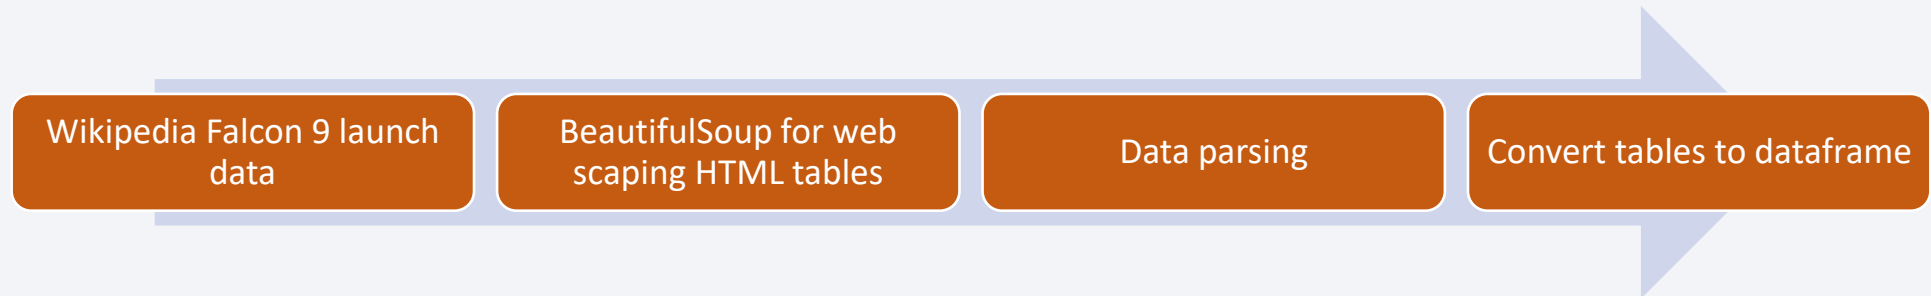 Wikipedia Falcon 9 launch
data
BeautifulSoup for web
scaping HTML tables
Data parsing
Convert tables to dataframe